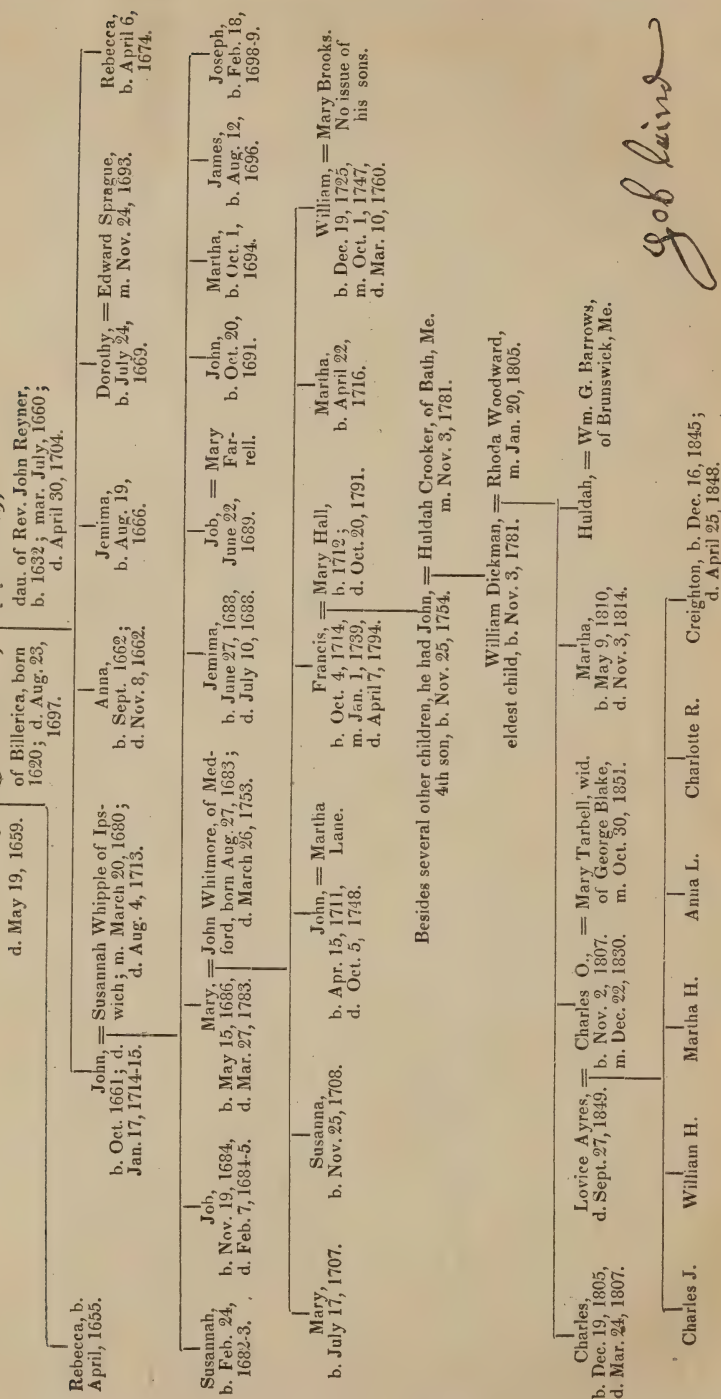 d. May 19, 1659.
of Billerica, born
1620; d. Aug. 23,
1697.
dau. of Rev. John Reyner,
b. 1632; mar. July, 1660;
d. April 30, 1704.
Rebecca, b.
April, 1655.
John, = Susannah Whipple of Ips-
b. Oct. 1661; d. wich; m. March 20, 1680;
Jan. 17, 1714-15. d. Aug. 4, 1713.
Anna,
b. Sept. 1662;
d. Nov. 8, 1662.
Jemima,
b. Aug. 19,
1666.
Dorothy, = Edward Sprague,
b. July 24, m. Nov. 24, 1693.
1669.
Rebecca,
b. April 6,
1674.
Susannah,
b. Feb. 24,
1682-3.
Job,
b. Nov. 19, 1684,
d. Feb. 7, 1684-5.
Mary, = John Whitmore, of Med-
b. May 15, 1686, ford, born Aug. 27, 1683;
d. Mar. 27, 1783. d. March 26, 1753.
Jemima,
b. June 27, 1688,
d. July 10, 1688.
Job, = Mary
June 22, Far-
1689. rell.
John,
b. Oct. 20,
1691.
Martha,
b. Oct. 1,
1694.
James,
b. Aug. 12,
1696.
Joseph,
b. Feb. 18,
1698-9.
Mary,
b. July 17, 1707.
Susanna,
b. Nov. 25, 1708.
John, = Martha
b. Apr. 15, 1711, Lane.
d. Oct. 5, 1748.
Francis, = Mary Hall,
b. Oct. 4, 1714, b. 1712;
m. Jan. 1, 1739, d. Oct. 20, 1791.
d. April 7, 1794.
Martha,
b. April 22,
1716.
William, = Mary Brooks.
b. Dec. 19, 1725, No issue of
m. Oct. 1, 1747, his sons.
d. Mar. 10, 1760.
Besides several other children, he had John, = Huldah Crooker, of Bath, Me.
4th son, b. Nov. 25, 1754. m. Nov. 3, 1781.
William Dickman, = Rhoda Woodward,
eldest child, b. Nov. 3, 1781. m. Jan. 20, 1805.
Charles,
b. Dec. 19, 1805,
d. Mar. 24, 1807.
Lovice Ayres, = Charles O., = Mary Tarbell, wid.
d. Sept. 27, 1849. b. Nov. 2, 1807. of George Blake,
m. Dec. 22, 1830. m. Oct. 30, 1851.
Martha,
b. May 9, 1810,
d. Nov. 3, 1814.
Huldah, = Wm. G. Barrows,
of Brunswick, Me.
Charles J.
William H.
Martha H.
Anna L.
Charlotte R.
Creighton, b. Dec. 16, 1845;
d. April 25, 1848.